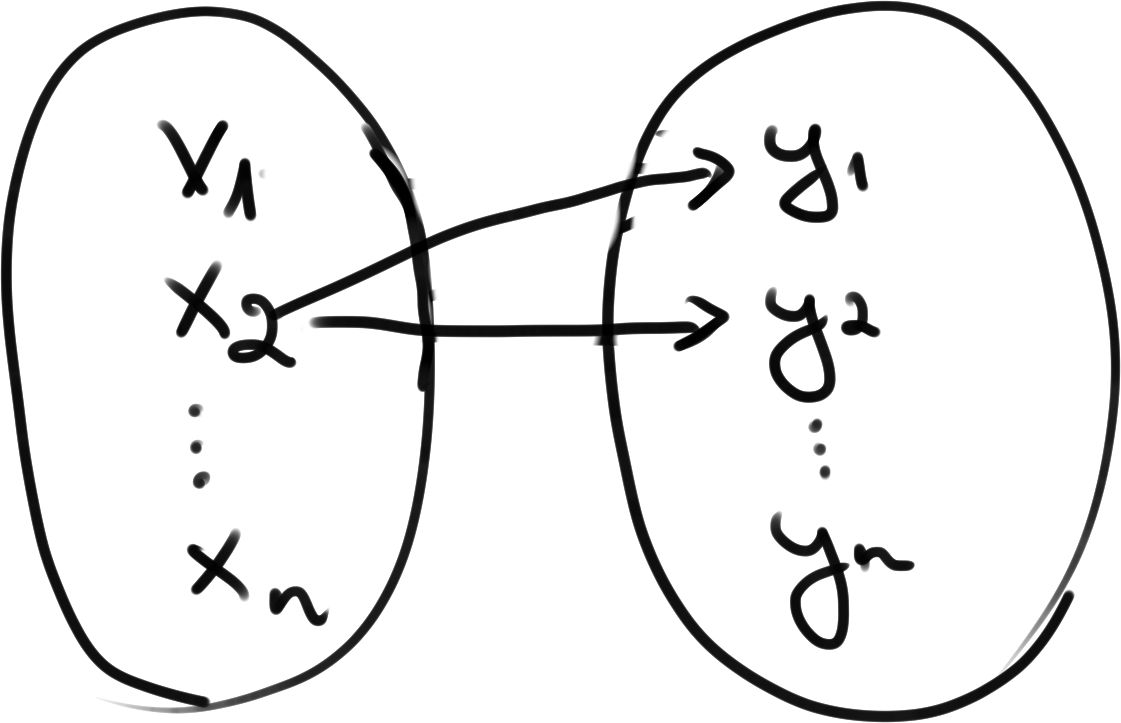 x₁ y₁
x₂ y₂
⋮ ⋮
xₙ yₙ